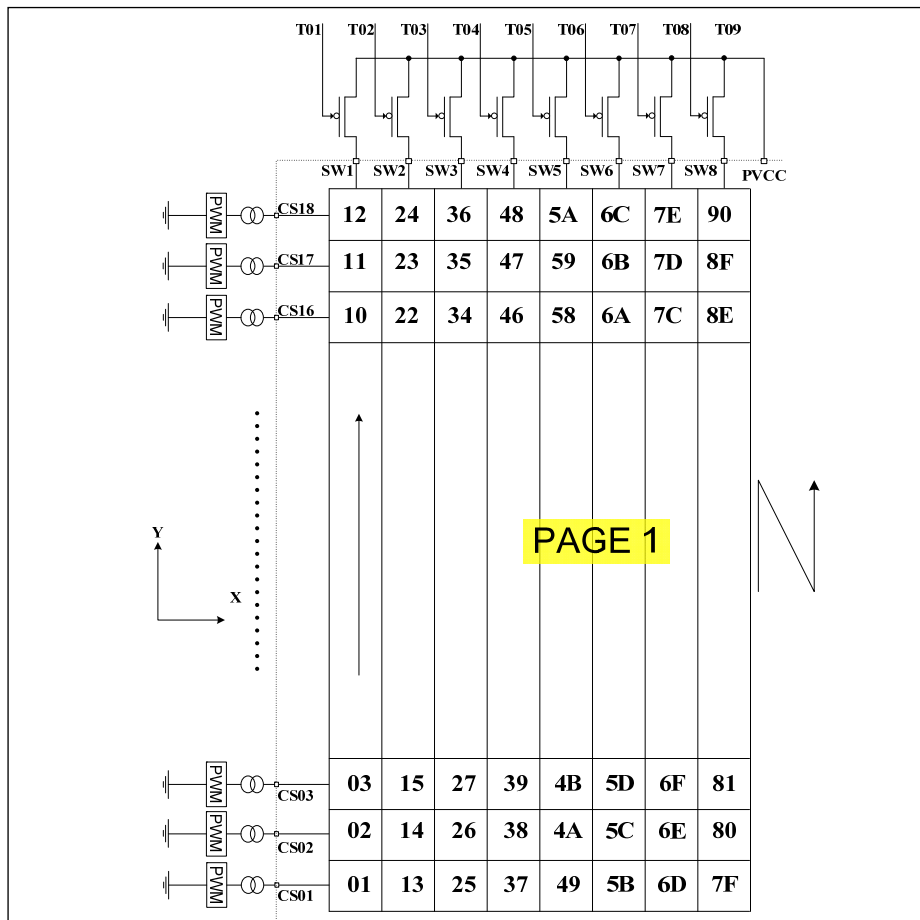 T01 T02 T03 T04 T05 T06 T07 T08 T09
SW1 SW2 SW3 SW4 SW5 SW6 SW7 SW8 PVCC
PWM CS18 12 24 36 48 5A 6C 7E 90
PWM CS17 11 23 35 47 59 6B 7D 8F
PWM CS16 10 22 34 46 58 6A 7C 8E
PAGE 1
Y
X
PWM CS03 03 15 27 39 4B 5D 6F 81
PWM CS02 02 14 26 38 4A 5C 6E 80
PWM CS01 01 13 25 37 49 5B 6D 7F